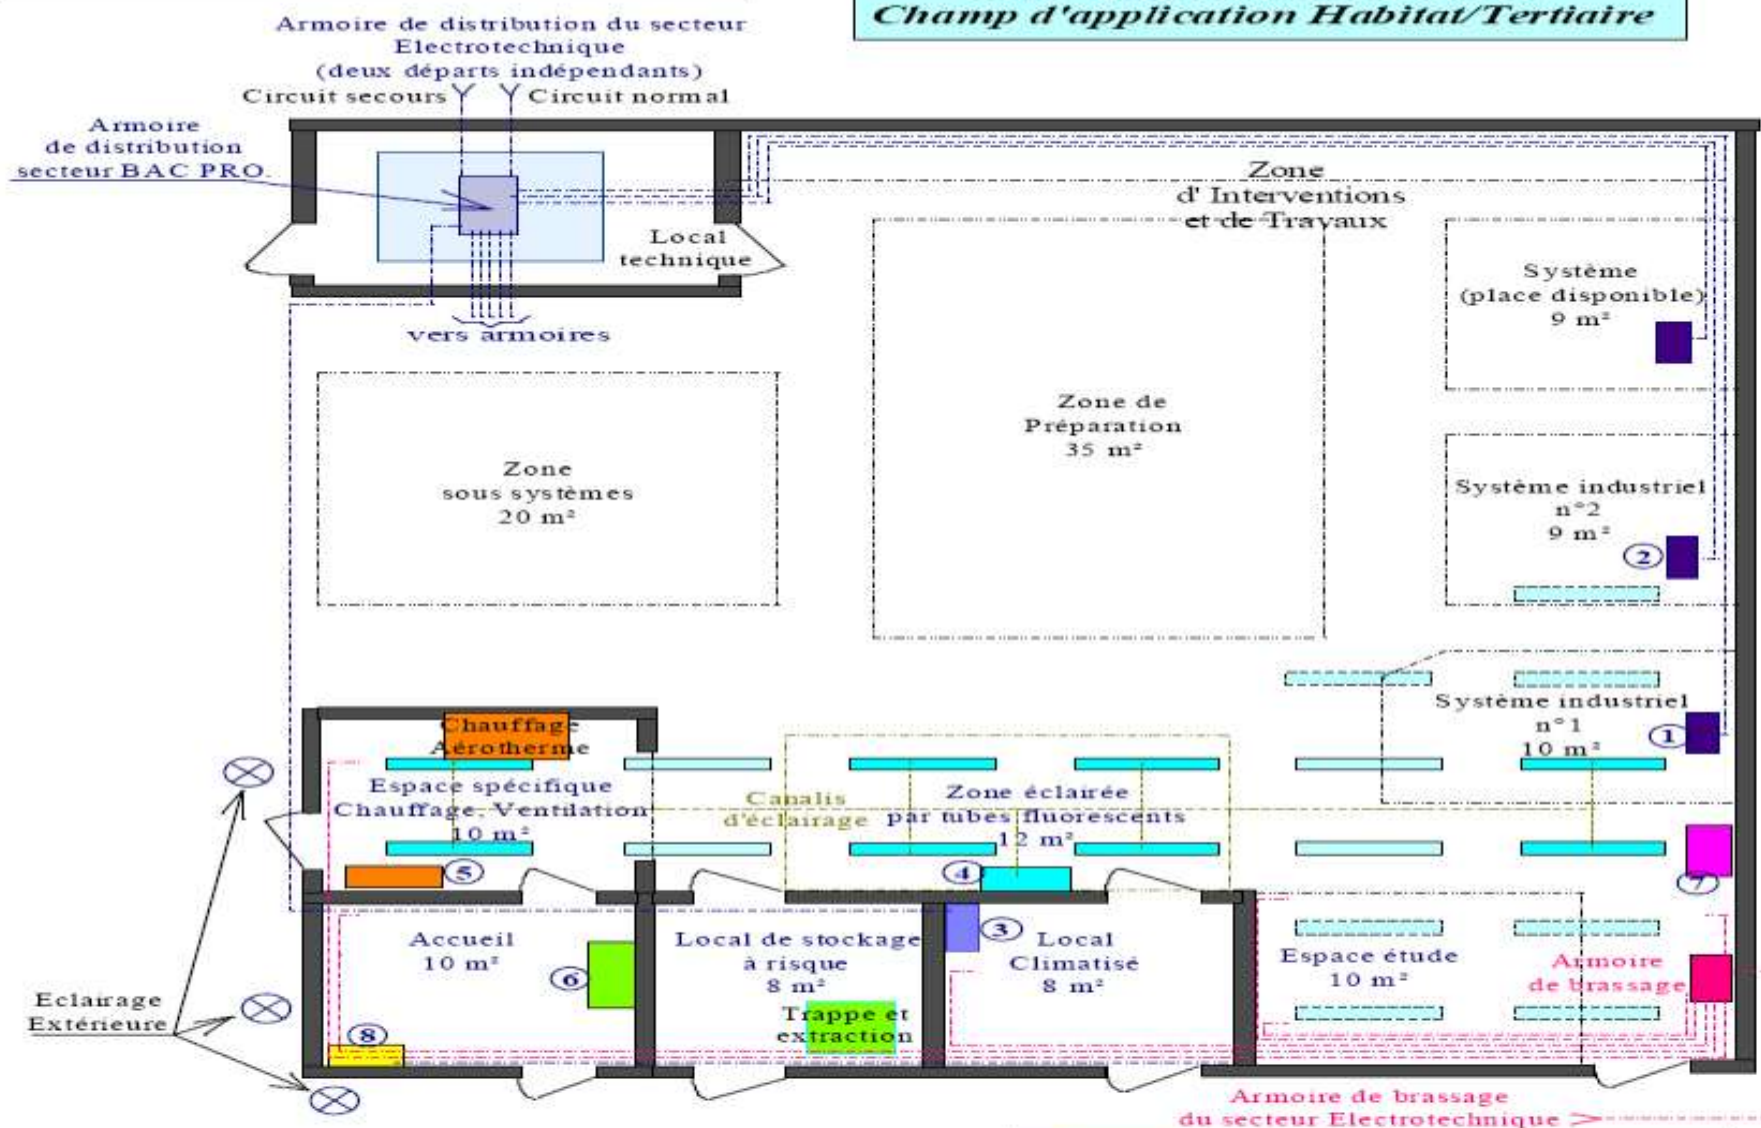 Champ d'application Habitat/Tertiaire
Armoire de distribution du secteur
Electrotechnique
(deux départs indépendants)
Circuit secours
Circuit normal
Armoire
de distribution
secteur BAC PRO.
Local
technique
vers armoires
Zone
d' Interventions
et de Travaux
Système
(place disponible)
9 m²
Zone de
Préparation
35 m²
Zone
sous systèmes
20 m²
Système industriel
n°2
9 m²
2
Système industriel
n°1
10 m²
1
Chauffage
Aérotherme
Espace spécifique
Chauffage, Ventilation
10 m²
5
Canalis
d'éclairage
Zone éclairée
par tubes fluorescents
12 m²
4
7
Accueil
10 m²
6
8
Local de stockage
à risque
8 m²
Trappe et
extraction
3
Local
Climatisé
8 m²
Espace étude
10 m²
Armoire
de brassage
Eclairage
Extérieure
Armoire de brassage
du secteur Electrotechnique